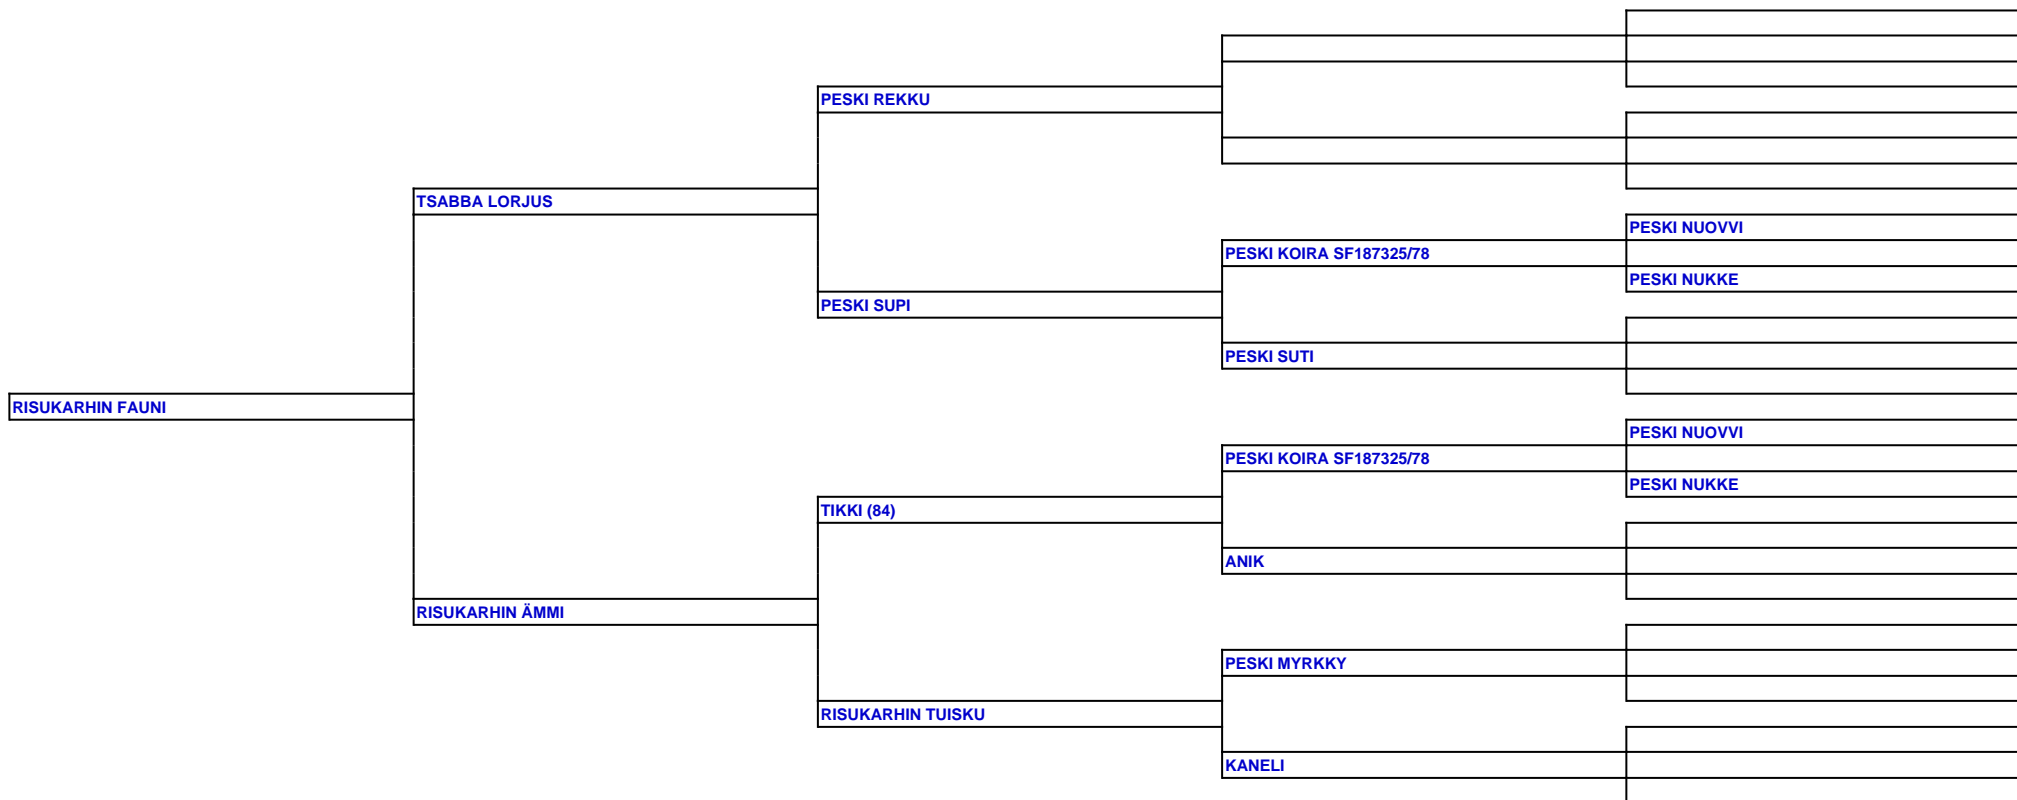 PESKI REKKU
TSABBA LORJUS
PESKI NUOVVI
PESKI KOIRA SF187325/78
PESKI NUKKE
PESKI SUPI
PESKI SUTI
RISUKARHIN FAUNI
PESKI NUOVVI
PESKI KOIRA SF187325/78
PESKI NUKKE
TIKKI (84)
ANIK
RISUKARHIN ÄMMI
PESKI MYRKKY
RISUKARHIN TUISKU
KANELI